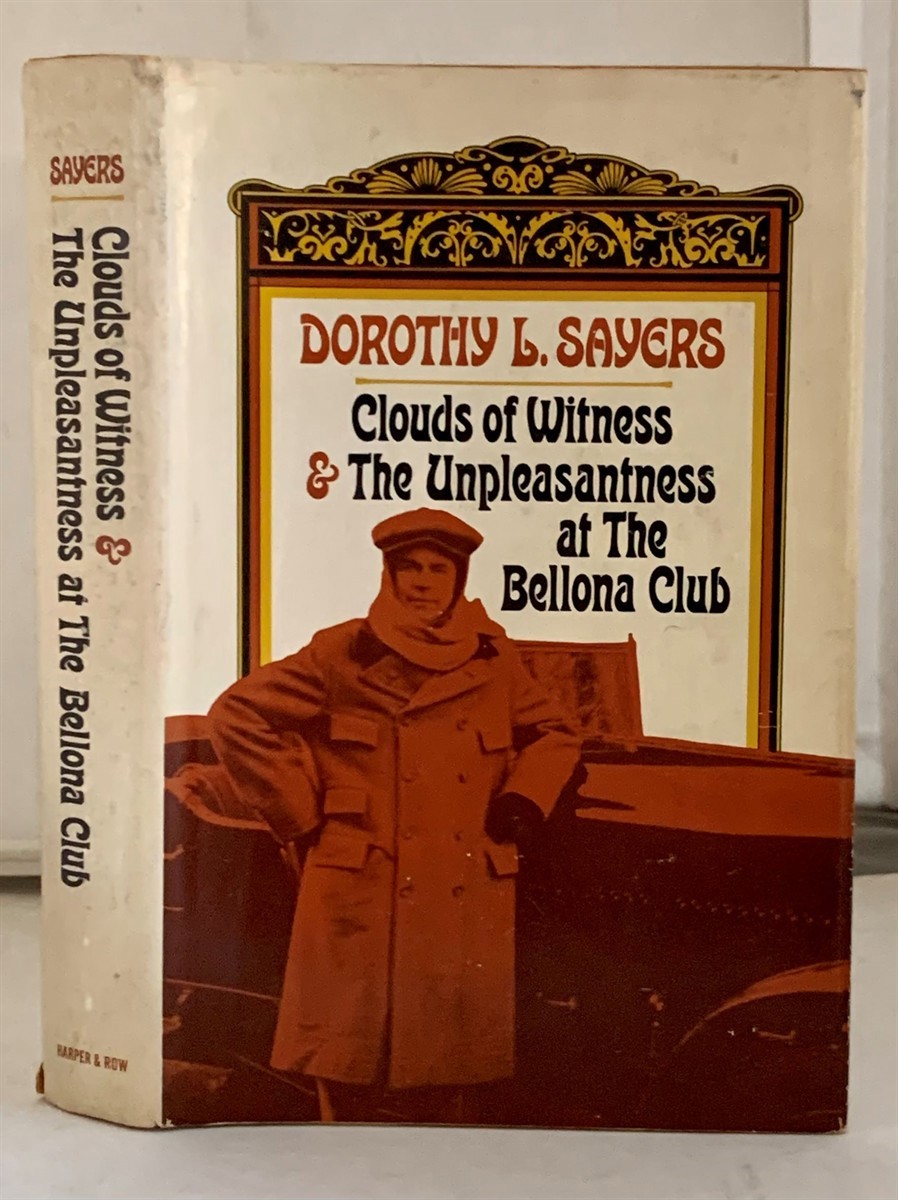 SAYERS
Clouds of Witness &
The Unpleasantness at The Bellona Club
HARPER & ROW
DOROTHY L. SAYERS
Clouds of Witness
& The Unpleasantness
at The
Bellona Club